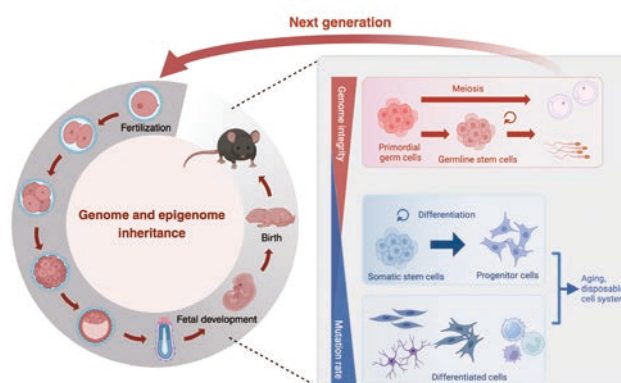 Next generation
Fertilization
Genome and epigenome
inheritance
Birth
Fetal development
Genome integrity
Meiosis
Primordial
germ cells
Germline stem cells
Mutation rate
Differentiation
Somatic stem cells
Progenitor cells
Aging,
disposable
cell system
Differentiated cells